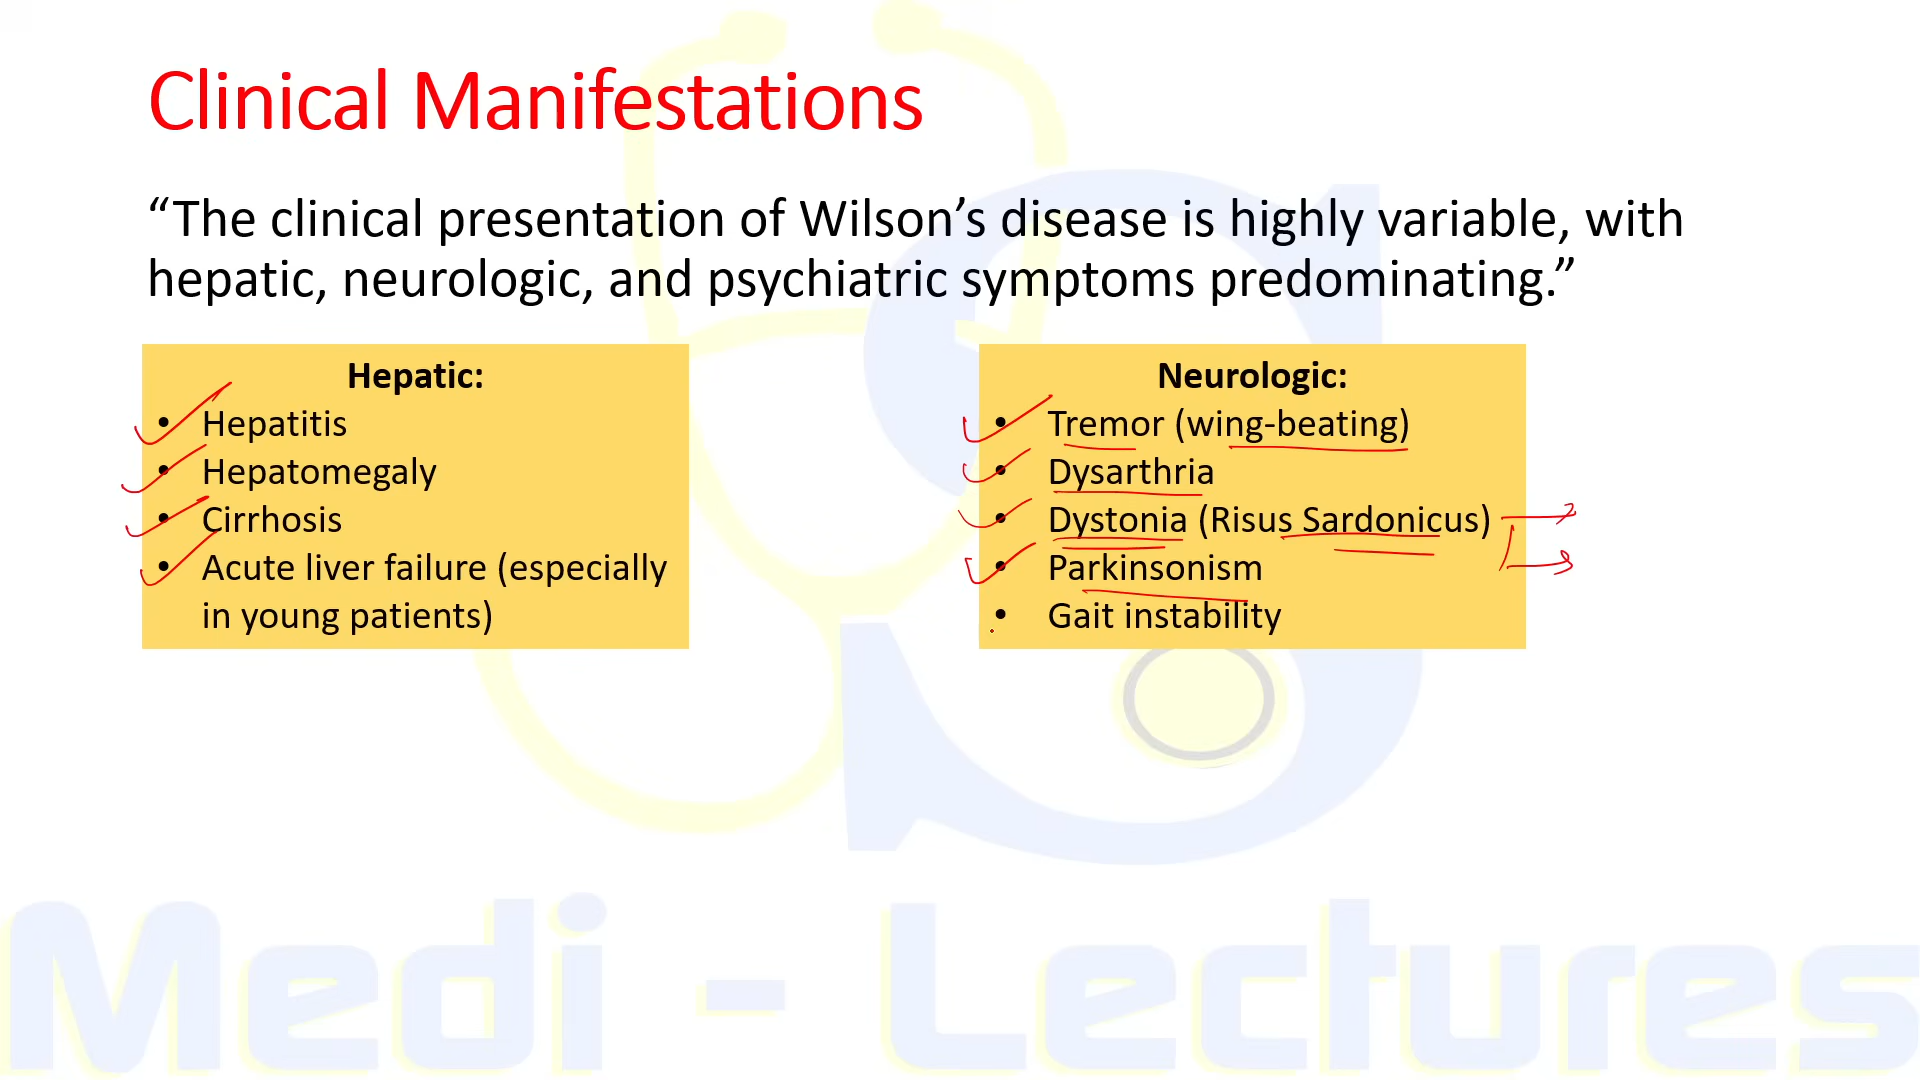 Clinical Manifestations
“The clinical presentation of Wilson’s disease is highly variable, with
hepatic, neurologic, and psychiatric symptoms predominating.”
Hepatic:
• Hepatitis
• Hepatomegaly
• Cirrhosis
• Acute liver failure (especially
in young patients)
Neurologic:
• Tremor (wing-beating)
• Dysarthria
• Dystonia (Risus Sardonicus)
• Parkinsonism
• Gait instability
Medi - Lectures